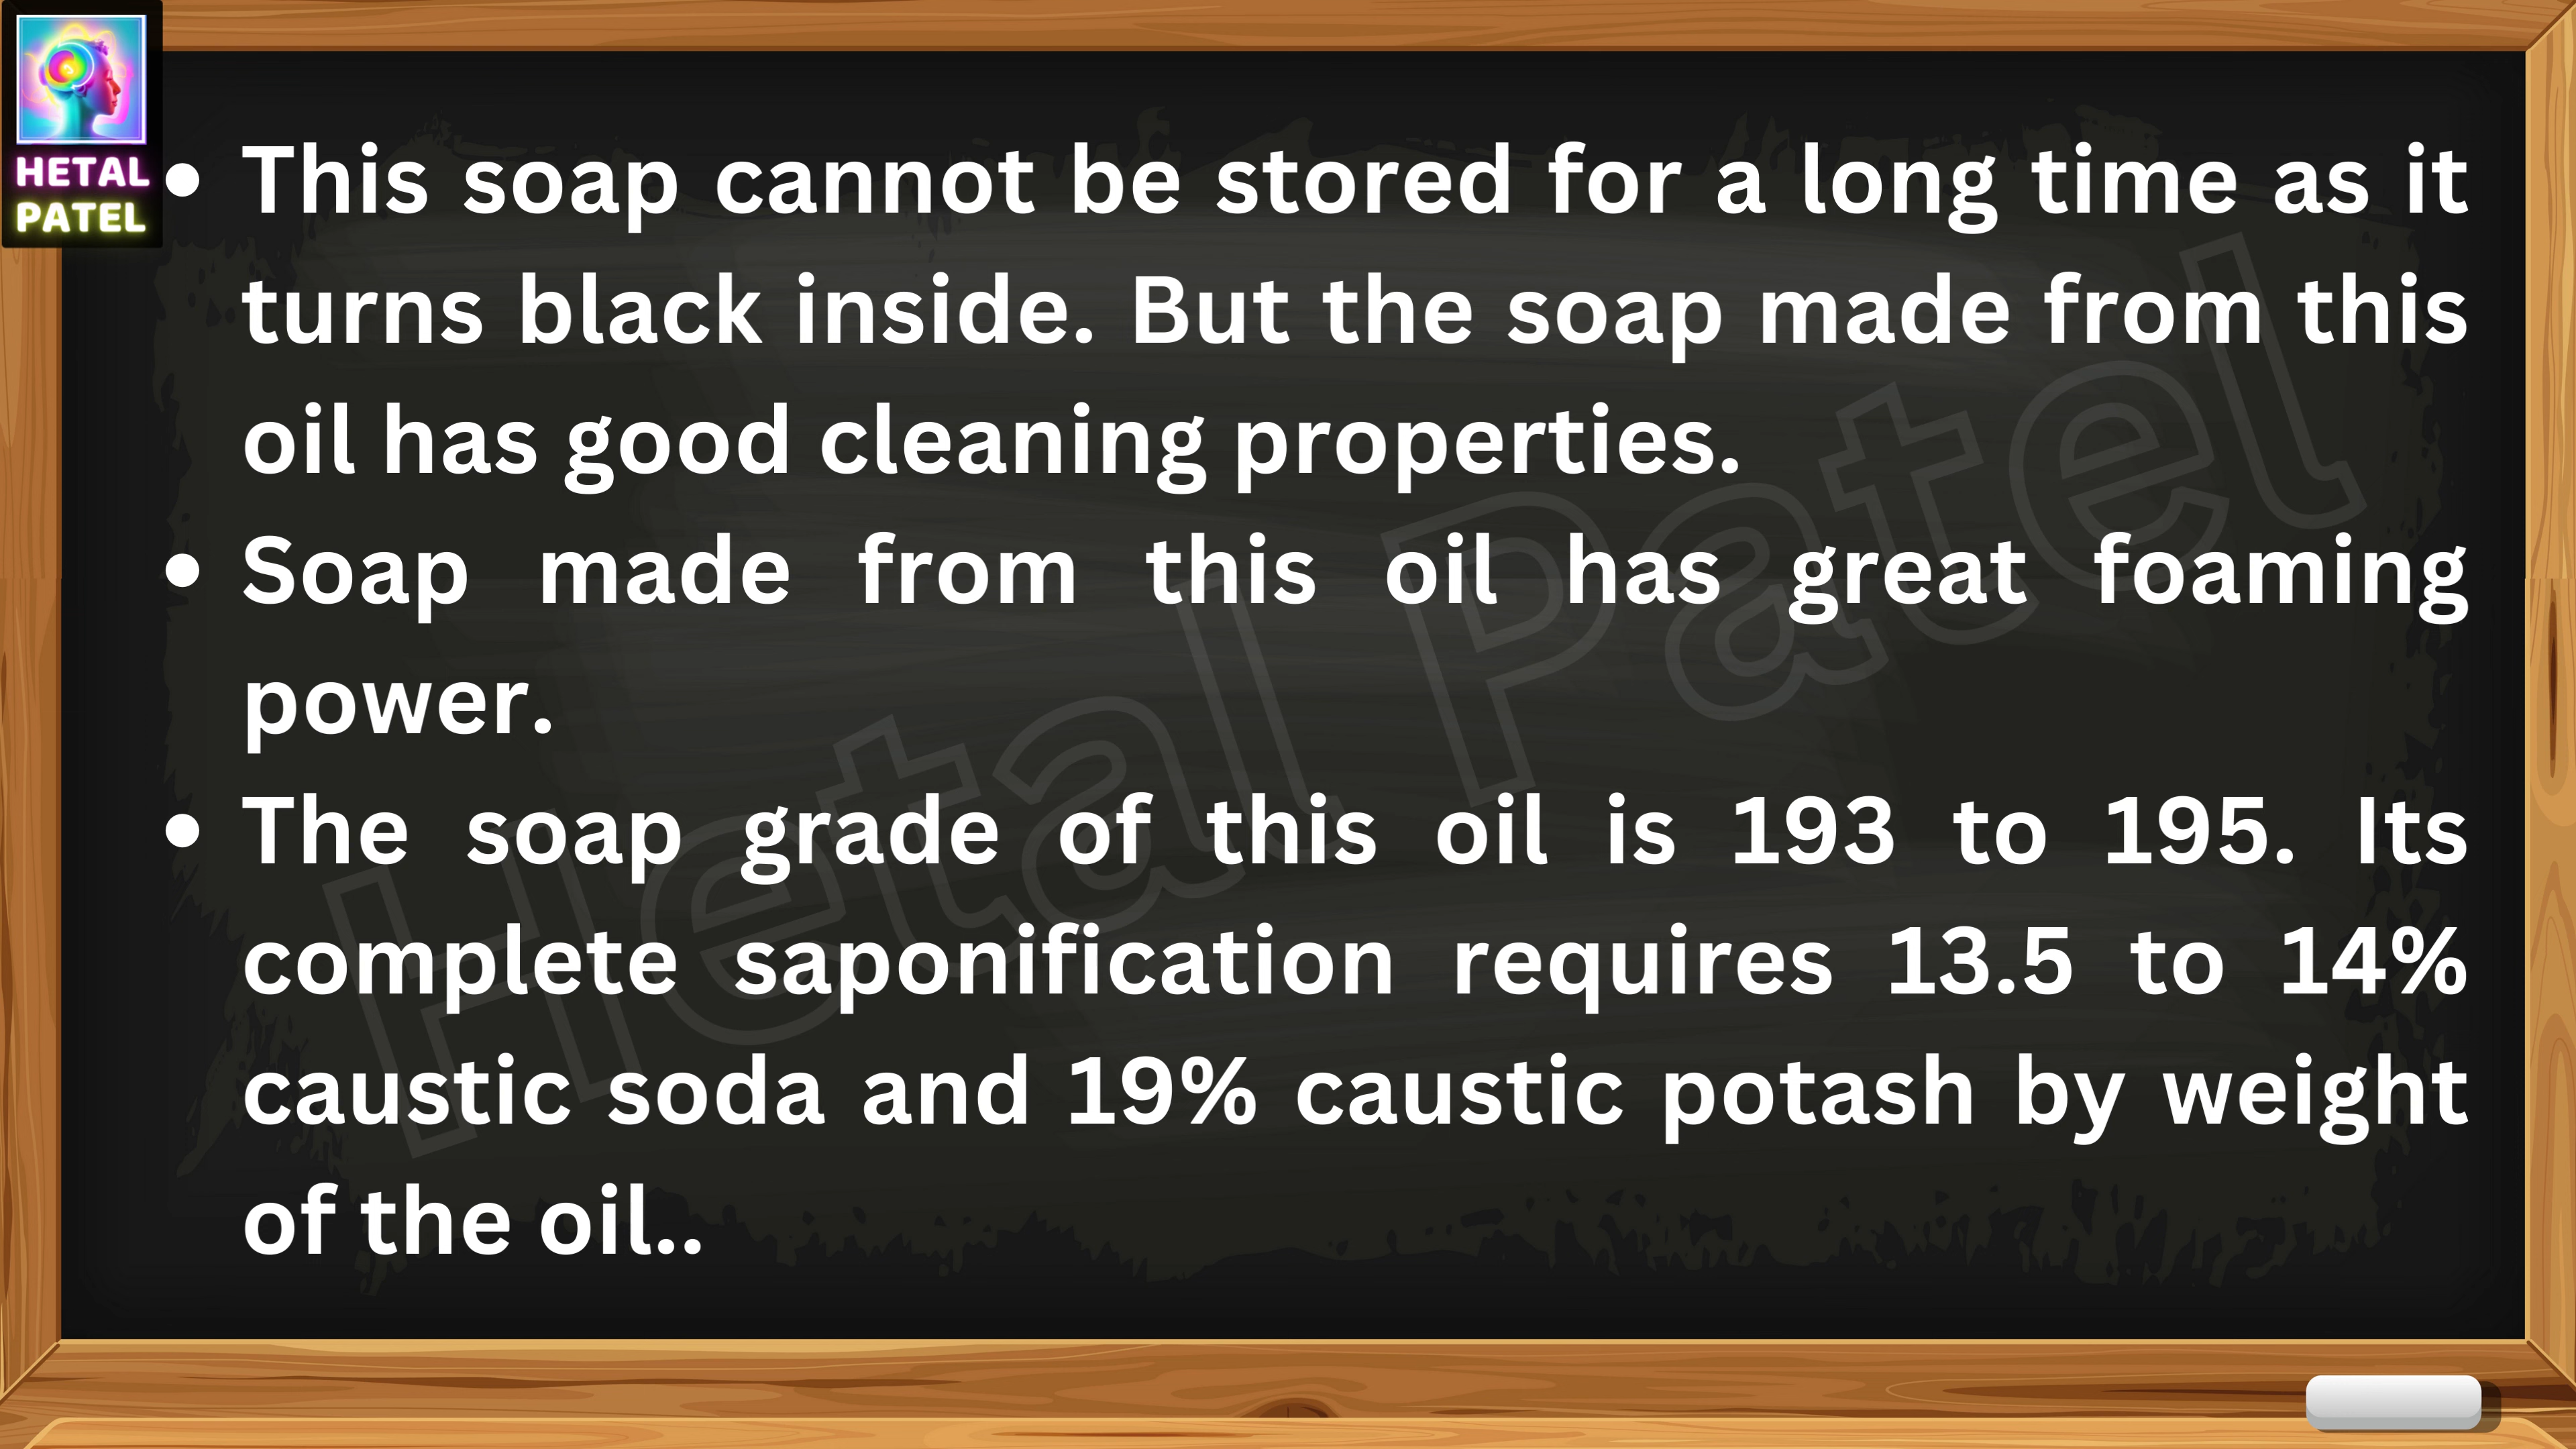 HETAL
PATEL
• This soap cannot be stored for a long time as it
turns black inside. But the soap made from this
oil has good cleaning properties.
• Soap made from this oil has great foaming
power.
• The soap grade of this oil is 193 to 195. Its
complete saponification requires 13.5 to 14%
caustic soda and 19% caustic potash by weight
of the oil..
Hetal Patel